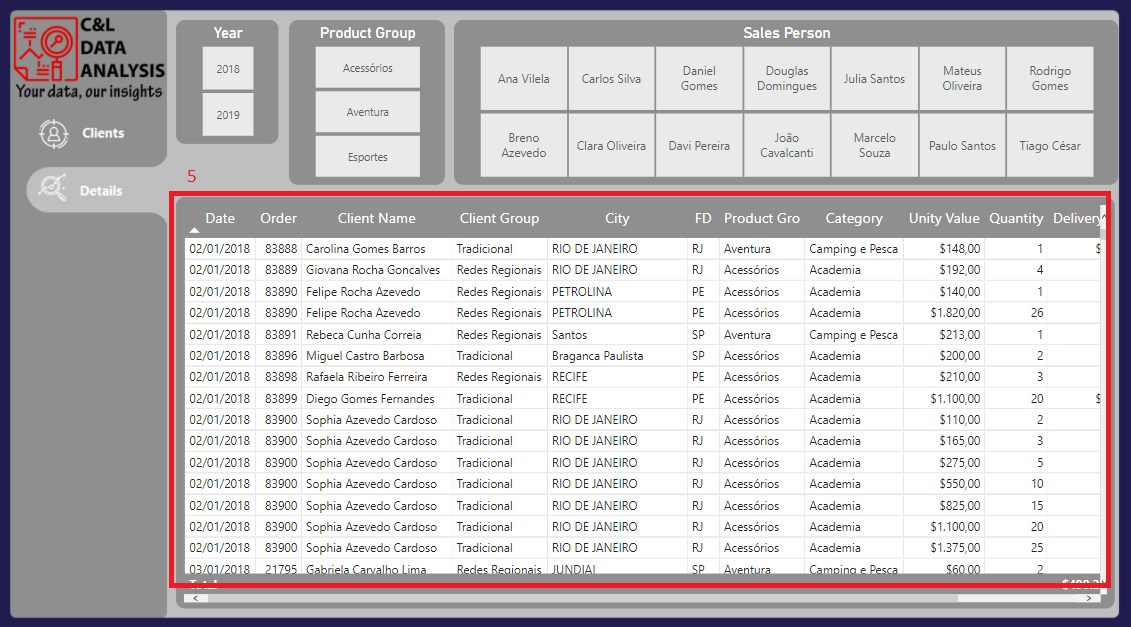 C&L
DATA
ANALYSIS
Your data, our insights
Clients
Details
Year
2018
2019
Product Group
Acessórios
Aventura
Esportes
Sales Person
Ana Vilela Carlos Silva Daniel Gomes Douglas Domingues Julia Santos Mateus Oliveira Rodrigo Gomes
Breno Azevedo Clara Oliveira Davi Pereira João Cavalcanti Marcelo Souza Paulo Santos Tiago César
5
Date Order Client Name Client Group City FD Product Gro Category Unity Value Quantity Delivery
02/01/2018 83888 Carolina Gomes Barros Tradicional RIO DE JANEIRO RJ Aventura Camping e Pesca $148,00 1 $
02/01/2018 83889 Giovana Rocha Goncalves Redes Regionais RIO DE JANEIRO RJ Acessórios Academia $192,00 4
02/01/2018 83890 Felipe Rocha Azevedo Redes Regionais PETROLINA PE Acessórios Academia $140,00 1
02/01/2018 83890 Felipe Rocha Azevedo Redes Regionais PETROLINA PE Acessórios Academia $1.820,00 26
02/01/2018 83891 Rebeca Cunha Correia Redes Regionais Santos SP Aventura Camping e Pesca $213,00 1
02/01/2018 83896 Miguel Castro Barbosa Tradicional Braganca Paulista SP Acessórios Academia $200,00 2
02/01/2018 83898 Rafaela Ribeiro Ferreira Redes Regionais RECIFE PE Acessórios Academia $210,00 3
02/01/2018 83899 Diego Gomes Fernandes Tradicional RECIFE PE Acessórios Academia $1.100,00 20 $
02/01/2018 83900 Sophia Azevedo Cardoso Tradicional RIO DE JANEIRO RJ Acessórios Academia $110,00 2
02/01/2018 83900 Sophia Azevedo Cardoso Tradicional RIO DE JANEIRO RJ Acessórios Academia $165,00 3
02/01/2018 83900 Sophia Azevedo Cardoso Tradicional RIO DE JANEIRO RJ Acessórios Academia $275,00 5
02/01/2018 83900 Sophia Azevedo Cardoso Tradicional RIO DE JANEIRO RJ Acessórios Academia $550,00 10
02/01/2018 83900 Sophia Azevedo Cardoso Tradicional RIO DE JANEIRO RJ Acessórios Academia $825,00 15
02/01/2018 83900 Sophia Azevedo Cardoso Tradicional RIO DE JANEIRO RJ Acessórios Academia $1.100,00 20
02/01/2018 83900 Sophia Azevedo Cardoso Tradicional RIO DE JANEIRO RJ Acessórios Academia $1.375,00 25
03/01/2018 21795 Gabriela Carvalho Lima Redes Regionais JUNDIAI SP Aventura Camping e Pesca $60,00 2
Total